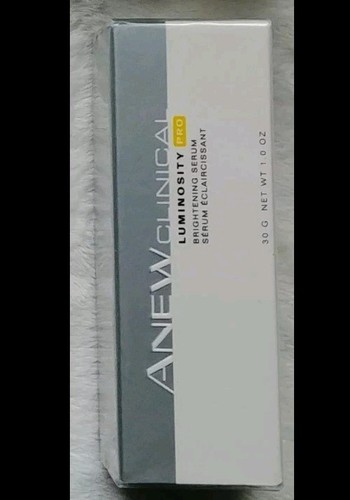 ANEW CLINICAL
LUMINOSITY PRO
BRIGHTENING SERUM
SÉRUM ÉCLAIRCISSANT
30 G NET WT 1.0 OZ